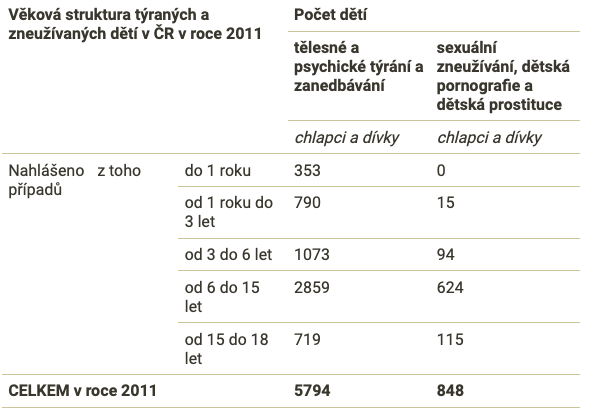 Věková struktura týraných a
zneužívaných dětí v ČR v roce 2011
Počet dětí
tělesné a
psychické týrání a
zanedbávání
sexuální
zneužívání, dětská
pornografie a
dětská prostituce
chlapci a dívky
chlapci a dívky
Nahlášeno
případů
z toho
do 1 roku
353
0
od 1 roku do
3 let
790
15
od 3 do 6 let
1073
94
od 6 do 15
let
2859
624
od 15 do 18
let
719
115
CELKEM v roce 2011
5794
848